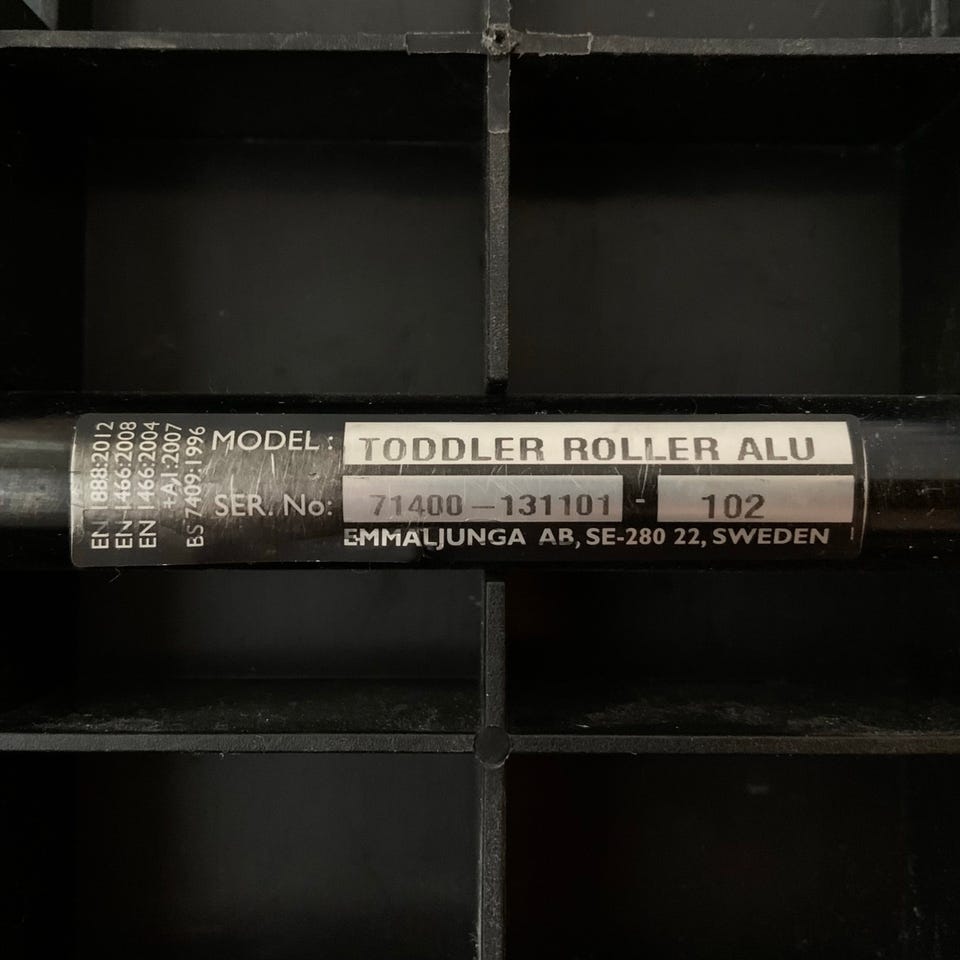 EN 1888:2012
EN 1466:2008
EN 1466:2004
+A1:2007
BS 7409:1996
MODEL: TODDLER ROLLER ALU
SER. No: 71400-131101 - 102
EMMALJUNGA AB, SE-280 22, SWEDEN